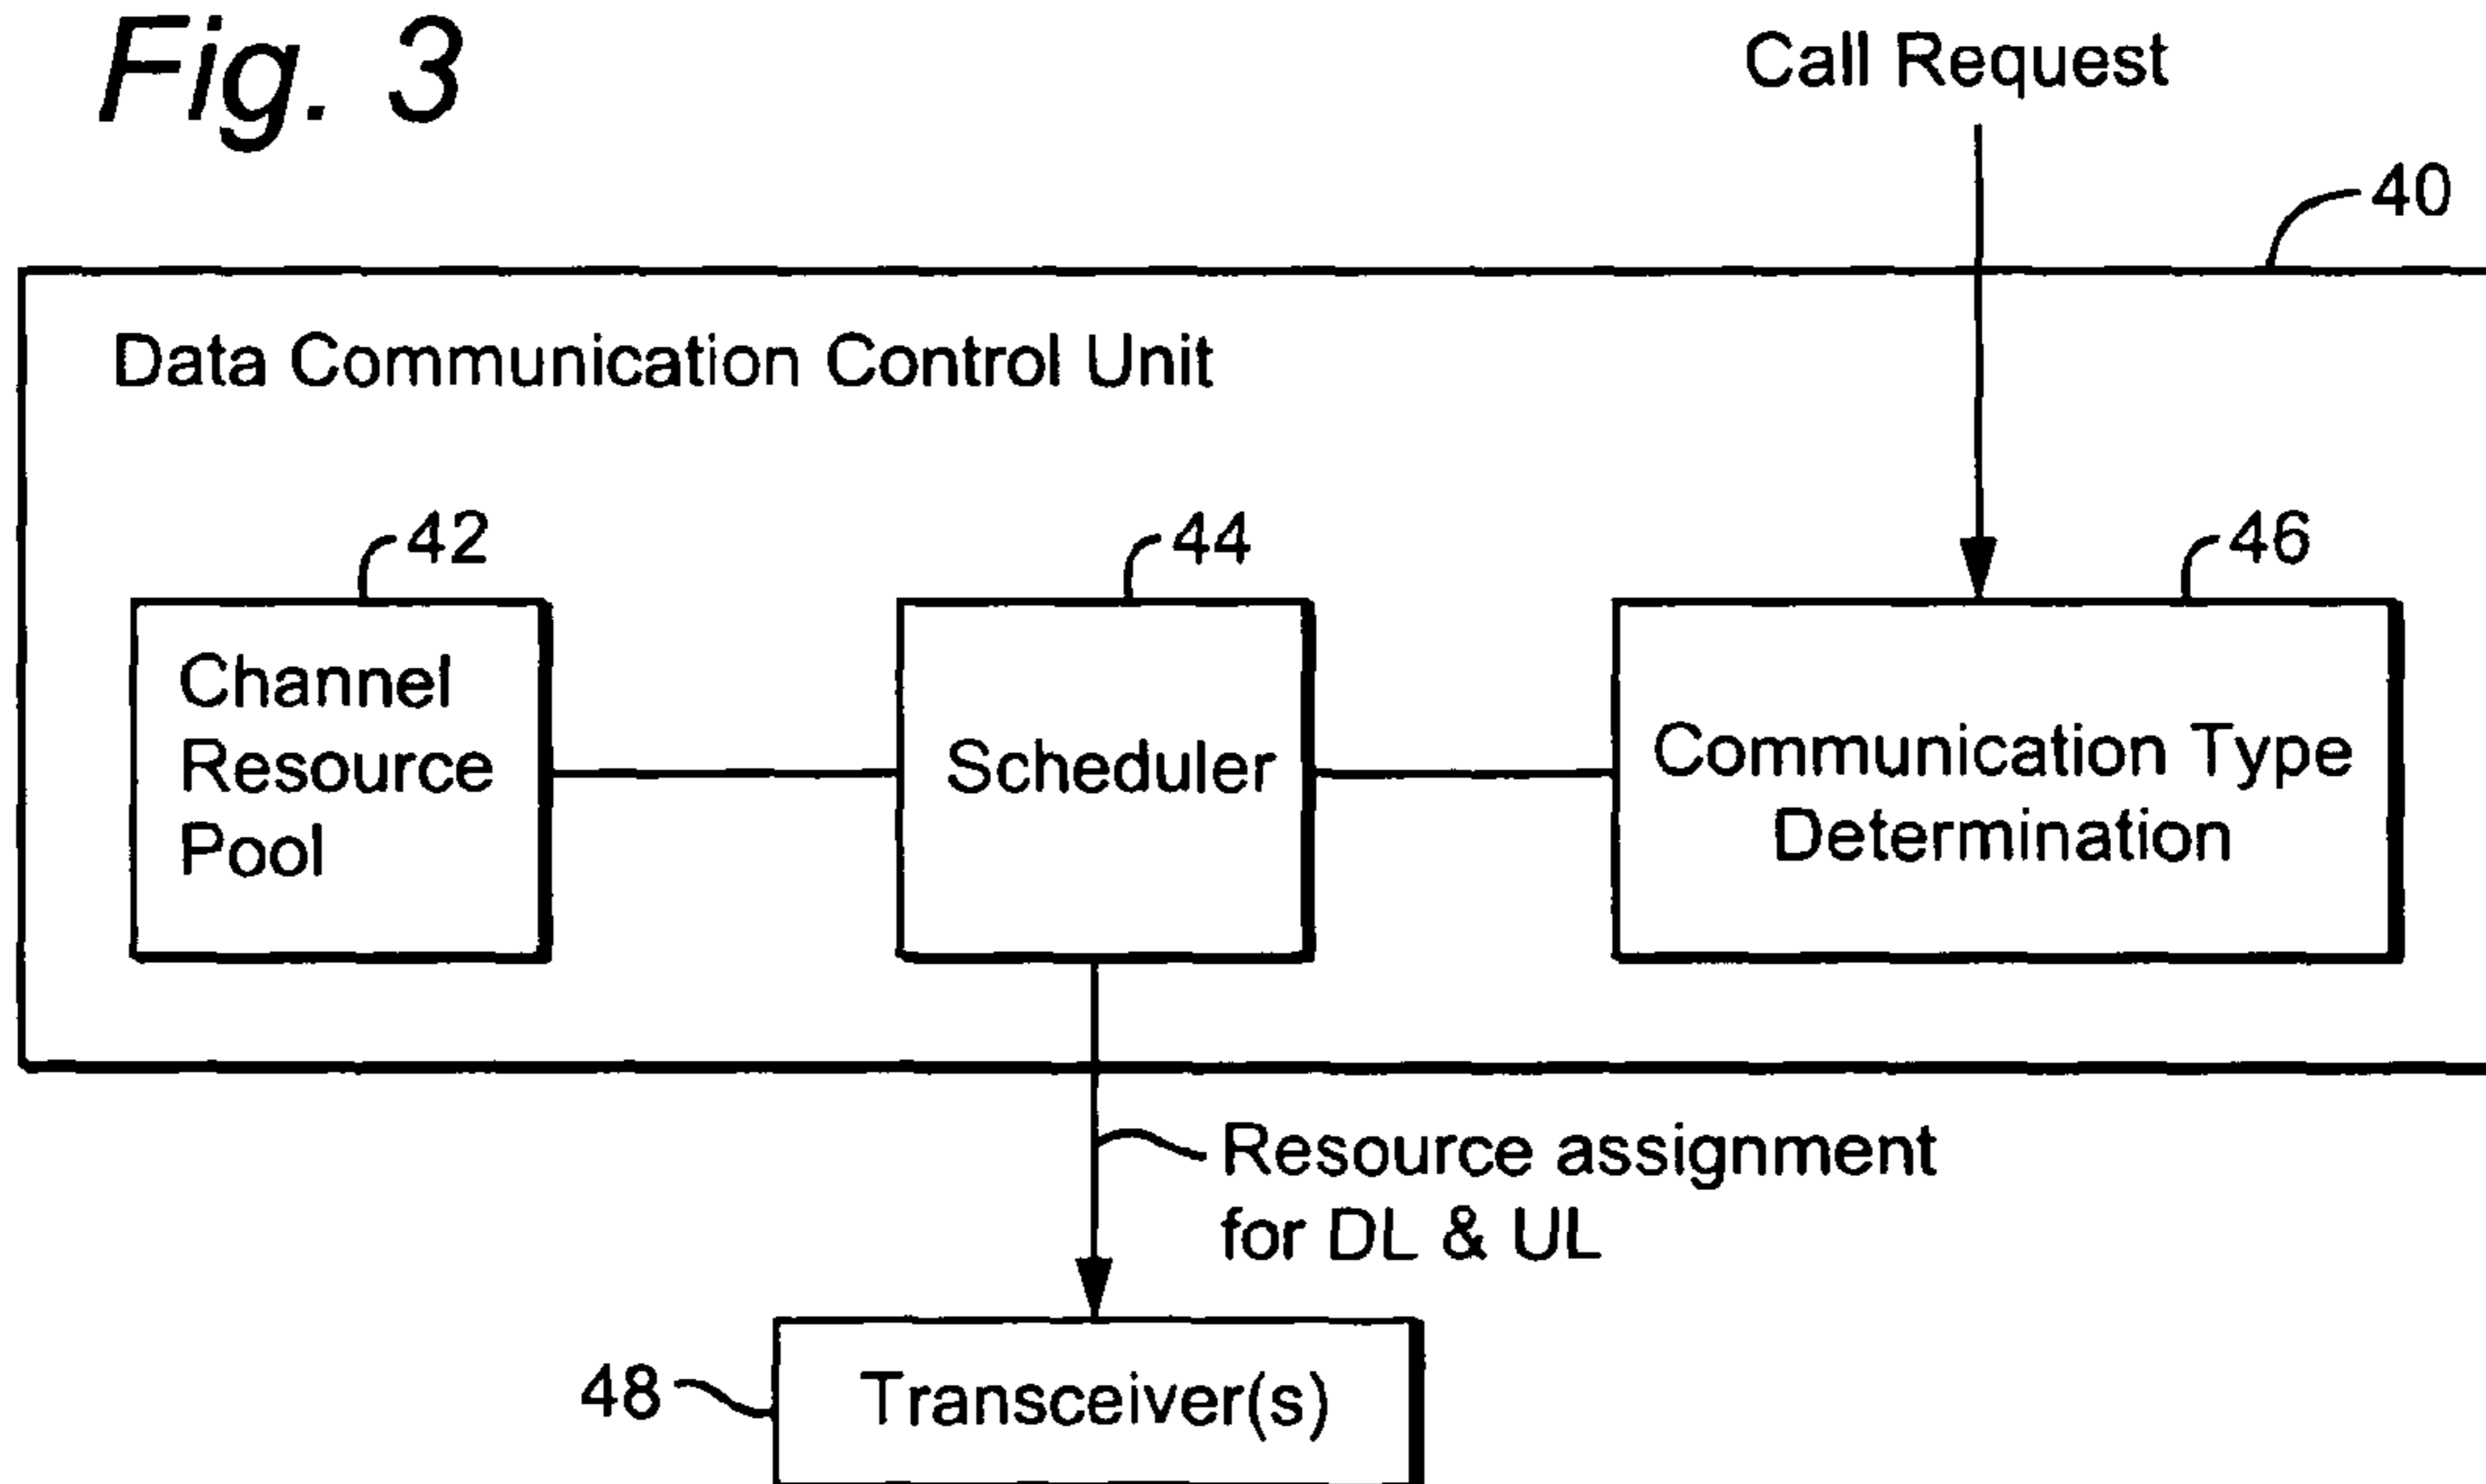 Fig. 3
Call Request
40
Data Communication Control Unit
42
44
46
Channel
Resource
Pool
Scheduler
Communication Type
Determination
Resource assignment
for DL & UL
48
Transceiver(s)